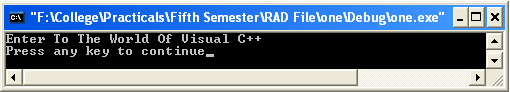 "F:\College\Practicals\Fifth Semester\RAD File\one\Debug\one.exe"
Enter To The World Of Visual C++
Press any key to continue_